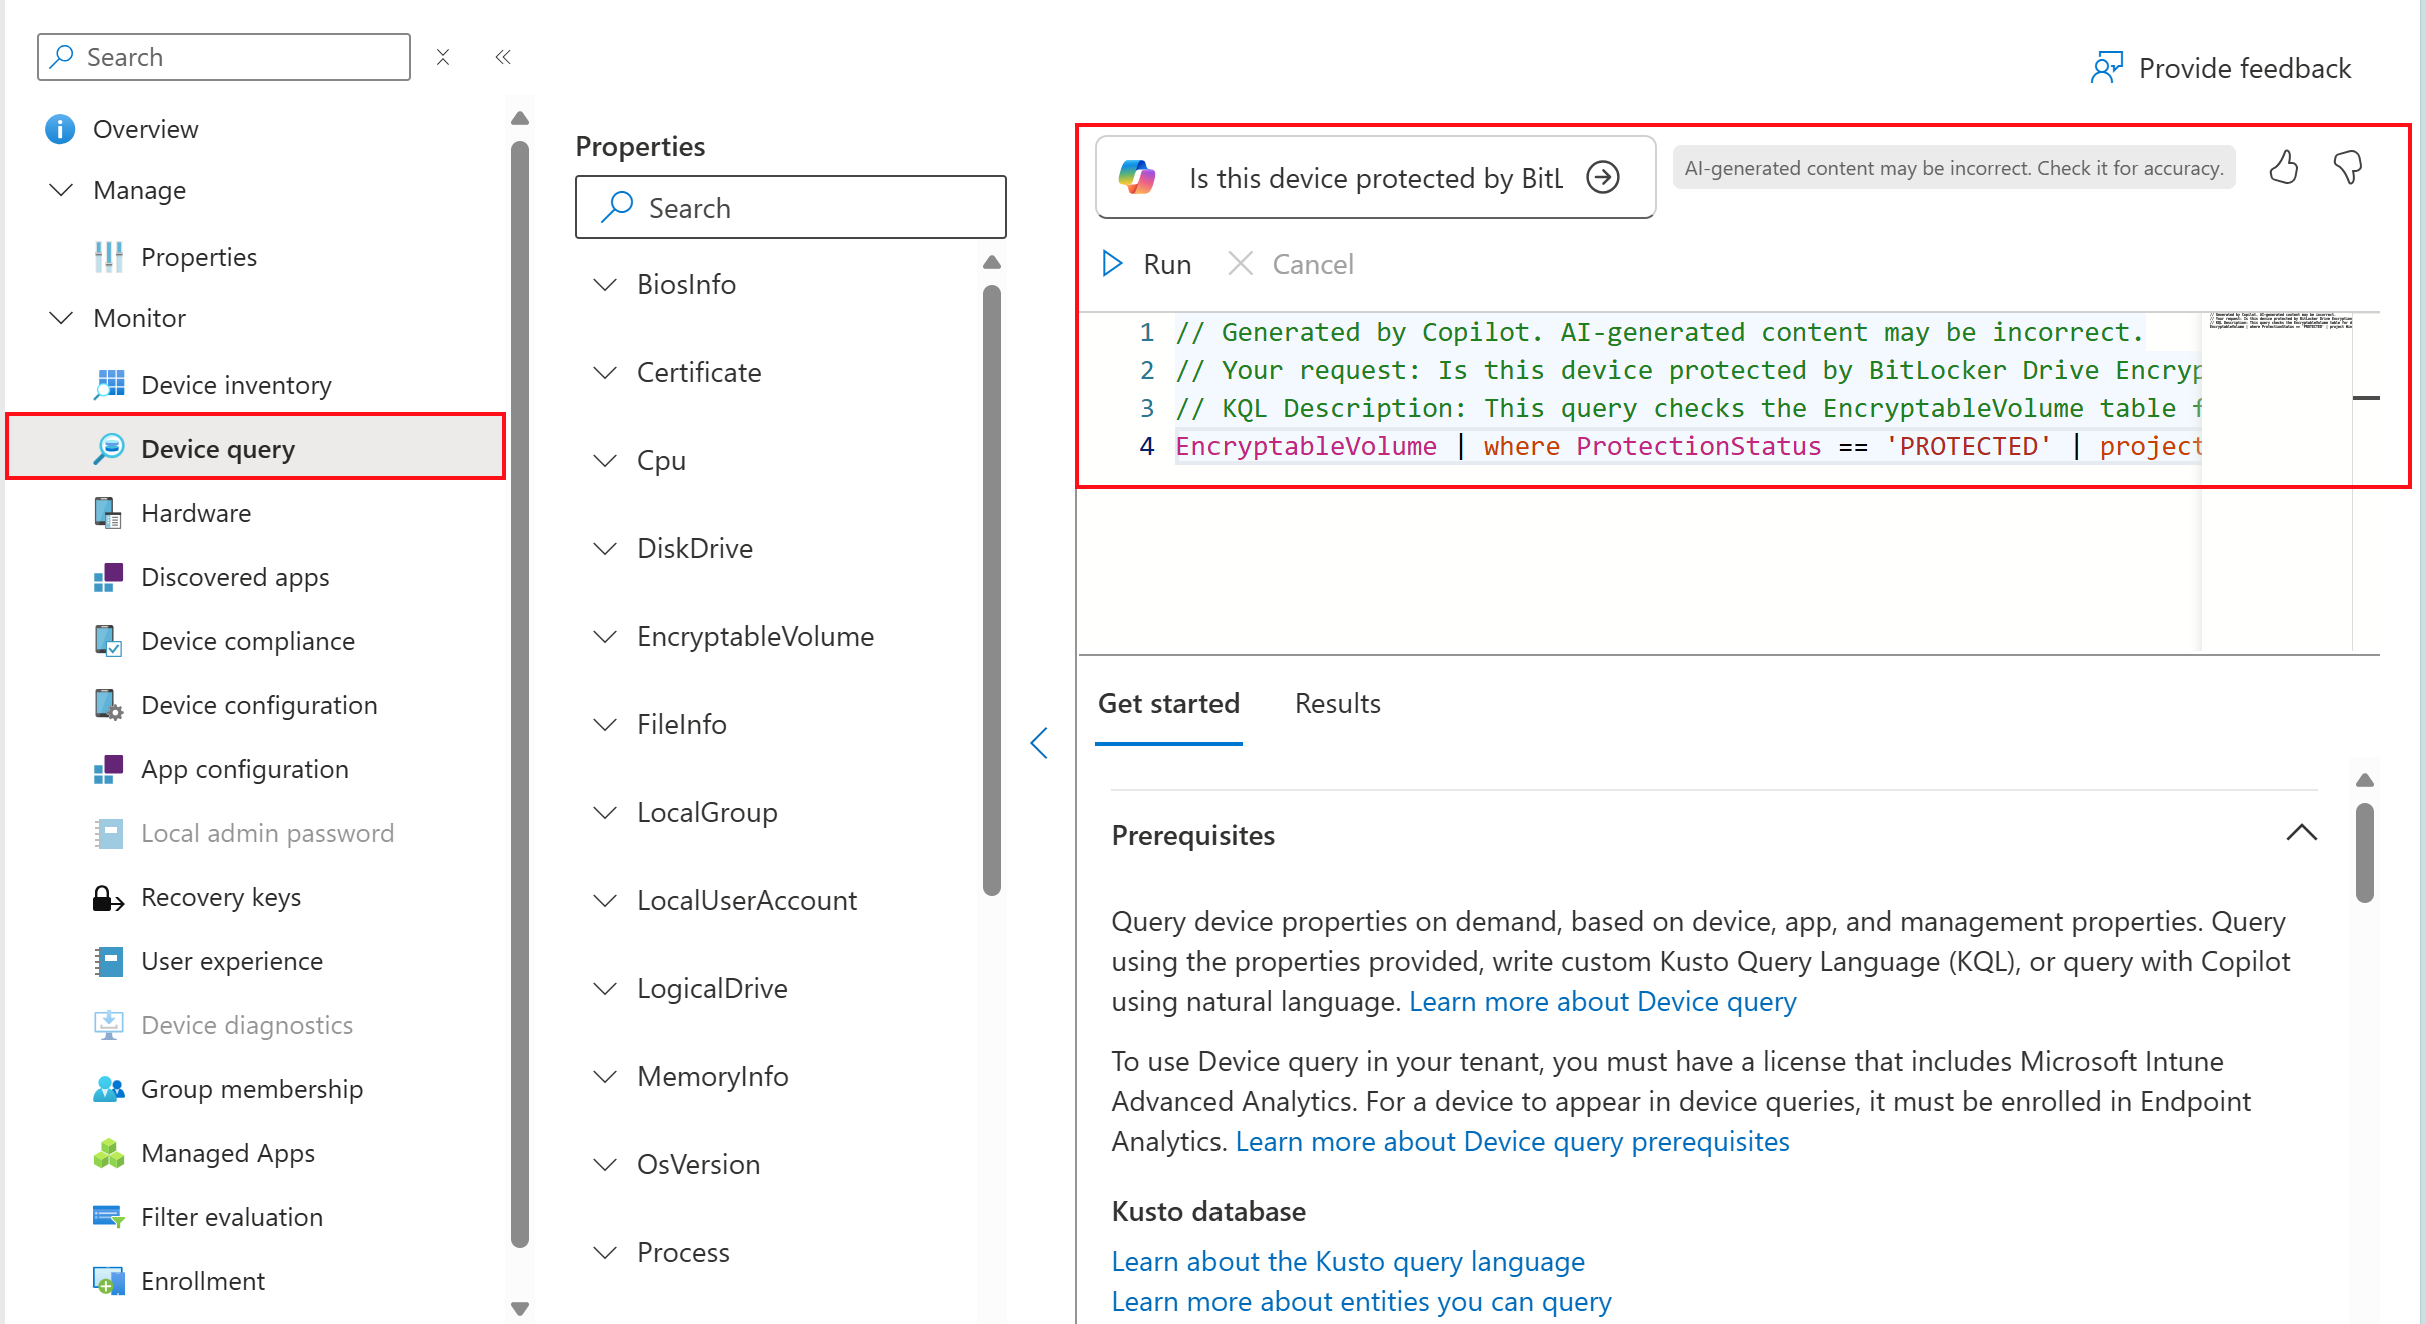 Search
Provide feedback
Overview
Manage
Properties
Monitor
Device inventory
Device query
Hardware
Discovered apps
Device compliance
Device configuration
App configuration
Local admin password
Recovery keys
User experience
Device diagnostics
Group membership
Managed Apps
Filter evaluation
Enrollment
Properties
Search
BiosInfo
Certificate
Cpu
DiskDrive
EncryptableVolume
FileInfo
LocalGroup
LocalUserAccount
LogicalDrive
MemoryInfo
OsVersion
Process
Is this device protected by BitL
AI-generated content may be incorrect. Check it for accuracy.
Run
Cancel
1 // Generated by Copilot. AI-generated content may be incorrect.
2 // Your request: Is this device protected by BitLocker Drive Encryp
3 // KQL Description: This query checks the EncryptableVolume table f
4 EncryptableVolume | where ProtectionStatus == 'PROTECTED' | project
Get started
Results
Prerequisites
Query device properties on demand, based on device, app, and management properties. Query
using the properties provided, write custom Kusto Query Language (KQL), or query with Copilot
using natural language. Learn more about Device query
To use Device query in your tenant, you must have a license that includes Microsoft Intune
Advanced Analytics. For a device to appear in device queries, it must be enrolled in Endpoint
Analytics. Learn more about Device query prerequisites
Kusto database
Learn about the Kusto query language
Learn more about entities you can query